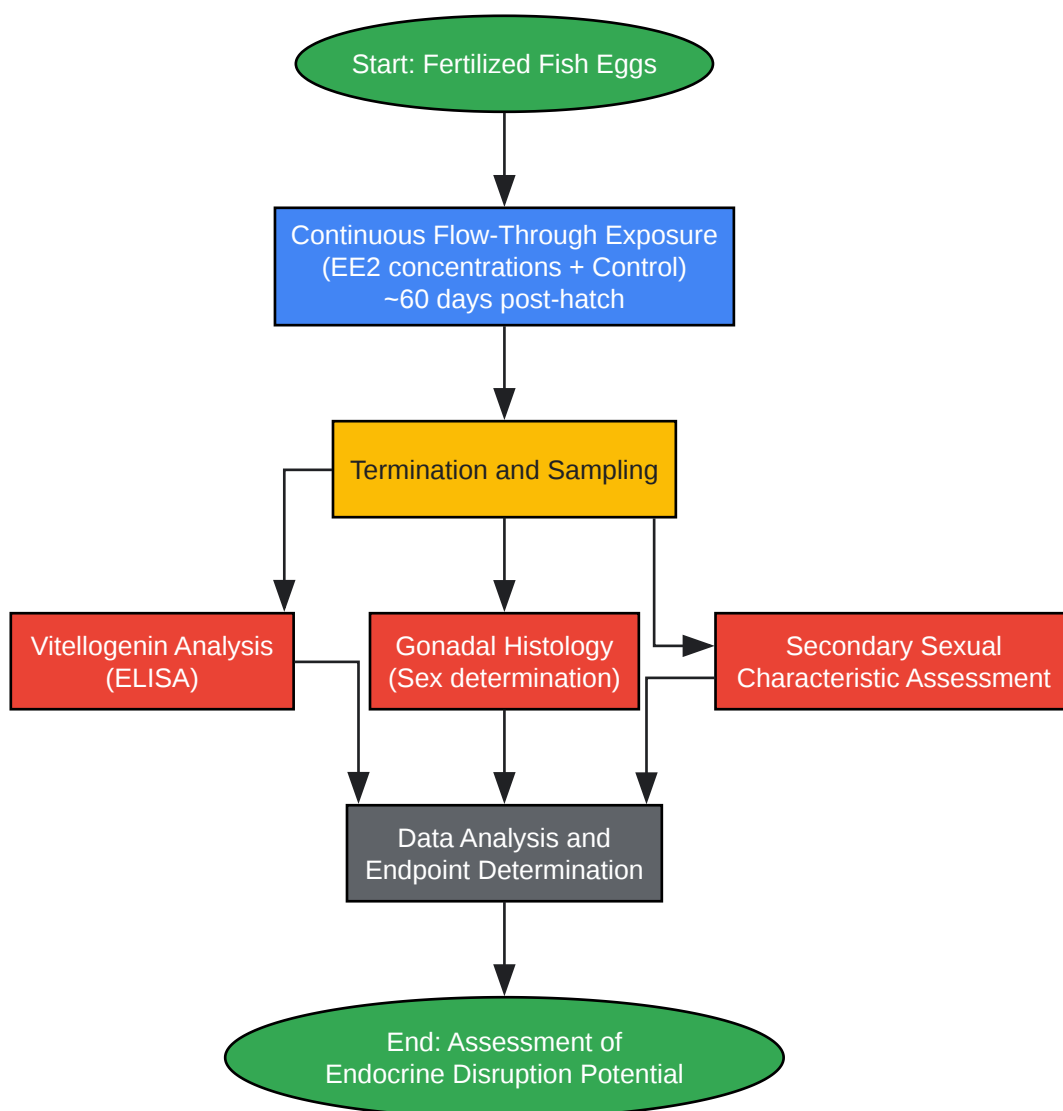 Start: Fertilized Fish Eggs
Continuous Flow-Through Exposure
(EE2 concentrations + Control)
~60 days post-hatch
Termination and Sampling
Vitellogenin Analysis
(ELISA)
Gonadal Histology
(Sex determination)
Secondary Sexual
Characteristic Assessment
Data Analysis and
Endpoint Determination
End: Assessment of
Endocrine Disruption Potential